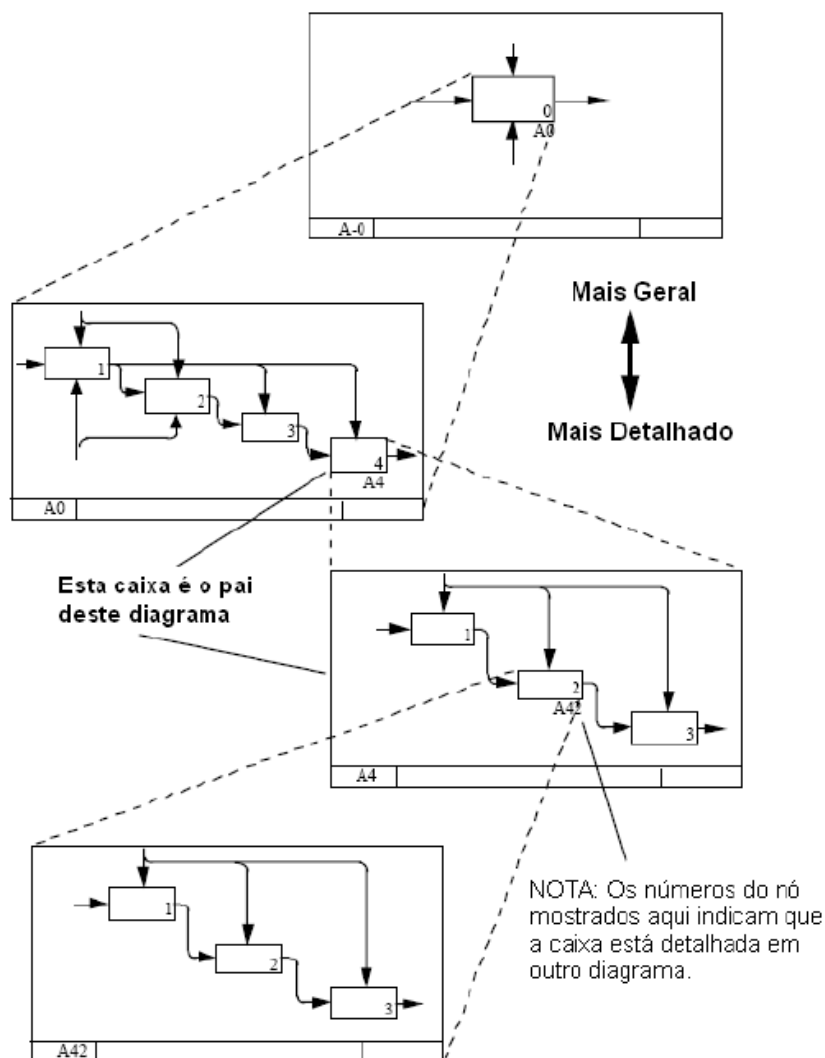 0
A0
A-0
Mais Geral
Mais Detalhado
1
2
3
4
A4
A0
Esta caixa é o pai
deste diagrama
1
2
A42
3
A4
NOTA: Os números do nó
mostrados aqui indicam que
a caixa está detalhada em
outro diagrama.
1
2
3
A42